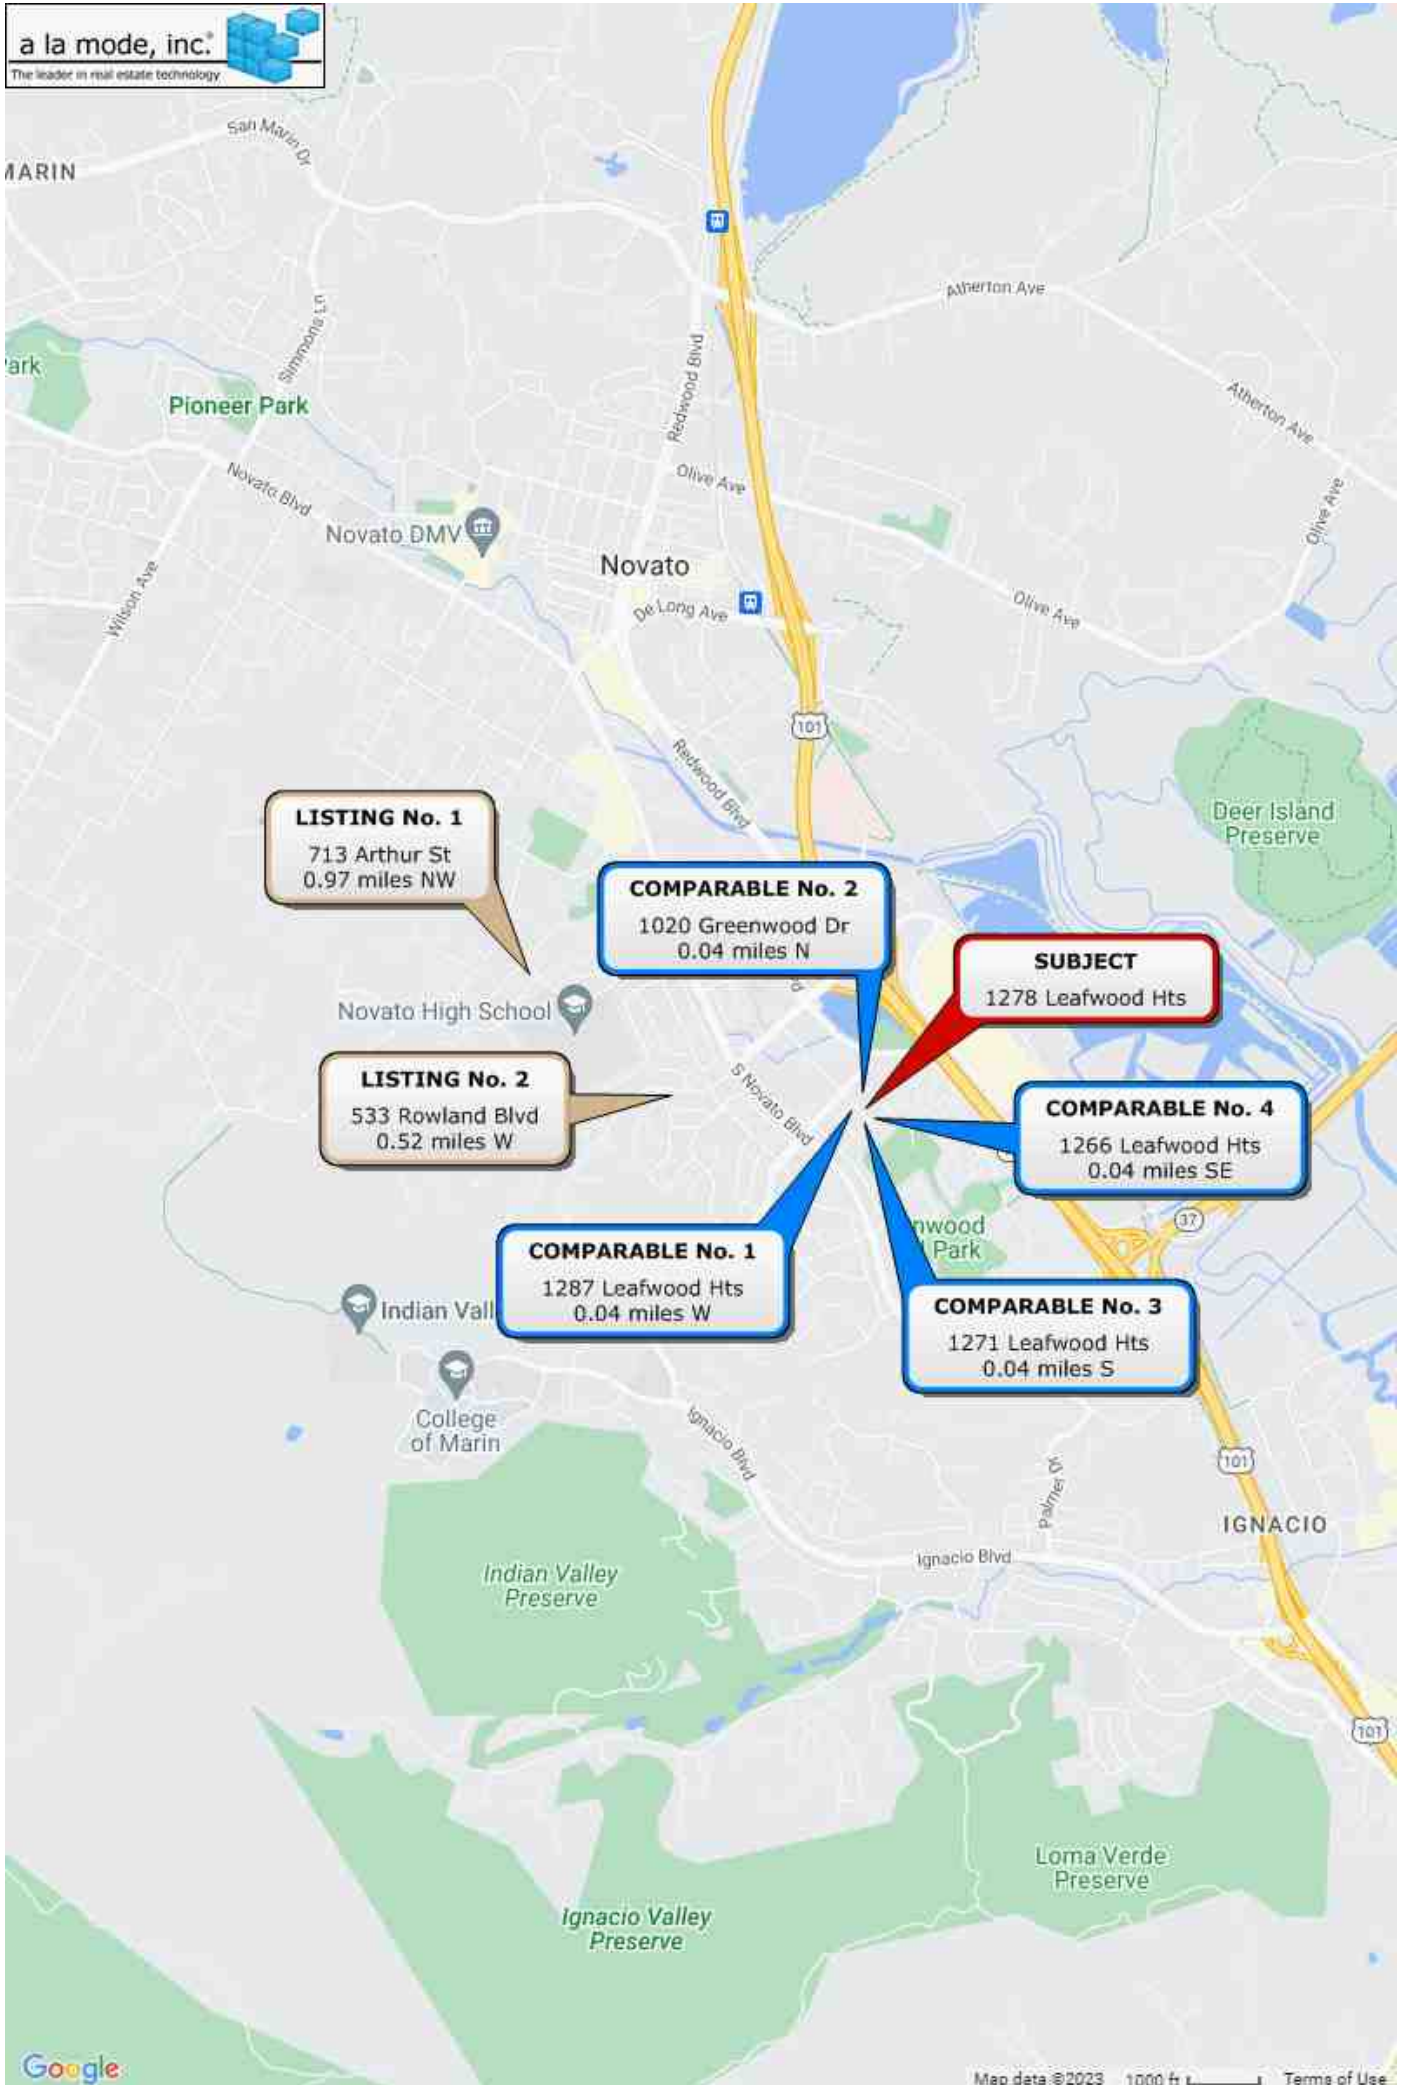 a la mode, inc.®
The leader in real estate technology
San Marin Dr
MARIN
Simmons Ln
Atherton Ave
Redwood Blvd
ark
Pioneer Park
Atherton Ave
Novato Blvd
Olive Ave
Olive Ave
Novato DMV
Novato
Wilson Ave
De Long Ave
Olive Ave
101
Redwood Blvd
Deer Island
Preserve
LISTING No. 1
713 Arthur St
0.97 miles NW
COMPARABLE No. 2
1020 Greenwood Dr
0.04 miles N
SUBJECT
1278 Leafwood Hts
Novato High School
LISTING No. 2
533 Rowland Blvd
0.52 miles W
S Novato Blvd
COMPARABLE No. 4
1266 Leafwood Hts
0.04 miles SE
37
nwood
Park
COMPARABLE No. 1
1287 Leafwood Hts
0.04 miles W
COMPARABLE No. 3
1271 Leafwood Hts
0.04 miles S
Indian Vall
College
of Marin
Ignacio Blvd
101
Palmer Dr
IGNACIO
Ignacio Blvd
Indian Valley
Preserve
101
Loma Verde
Preserve
Ignacio Valley
Preserve
Google
Map data ©2023 1000 ft Terms of Use